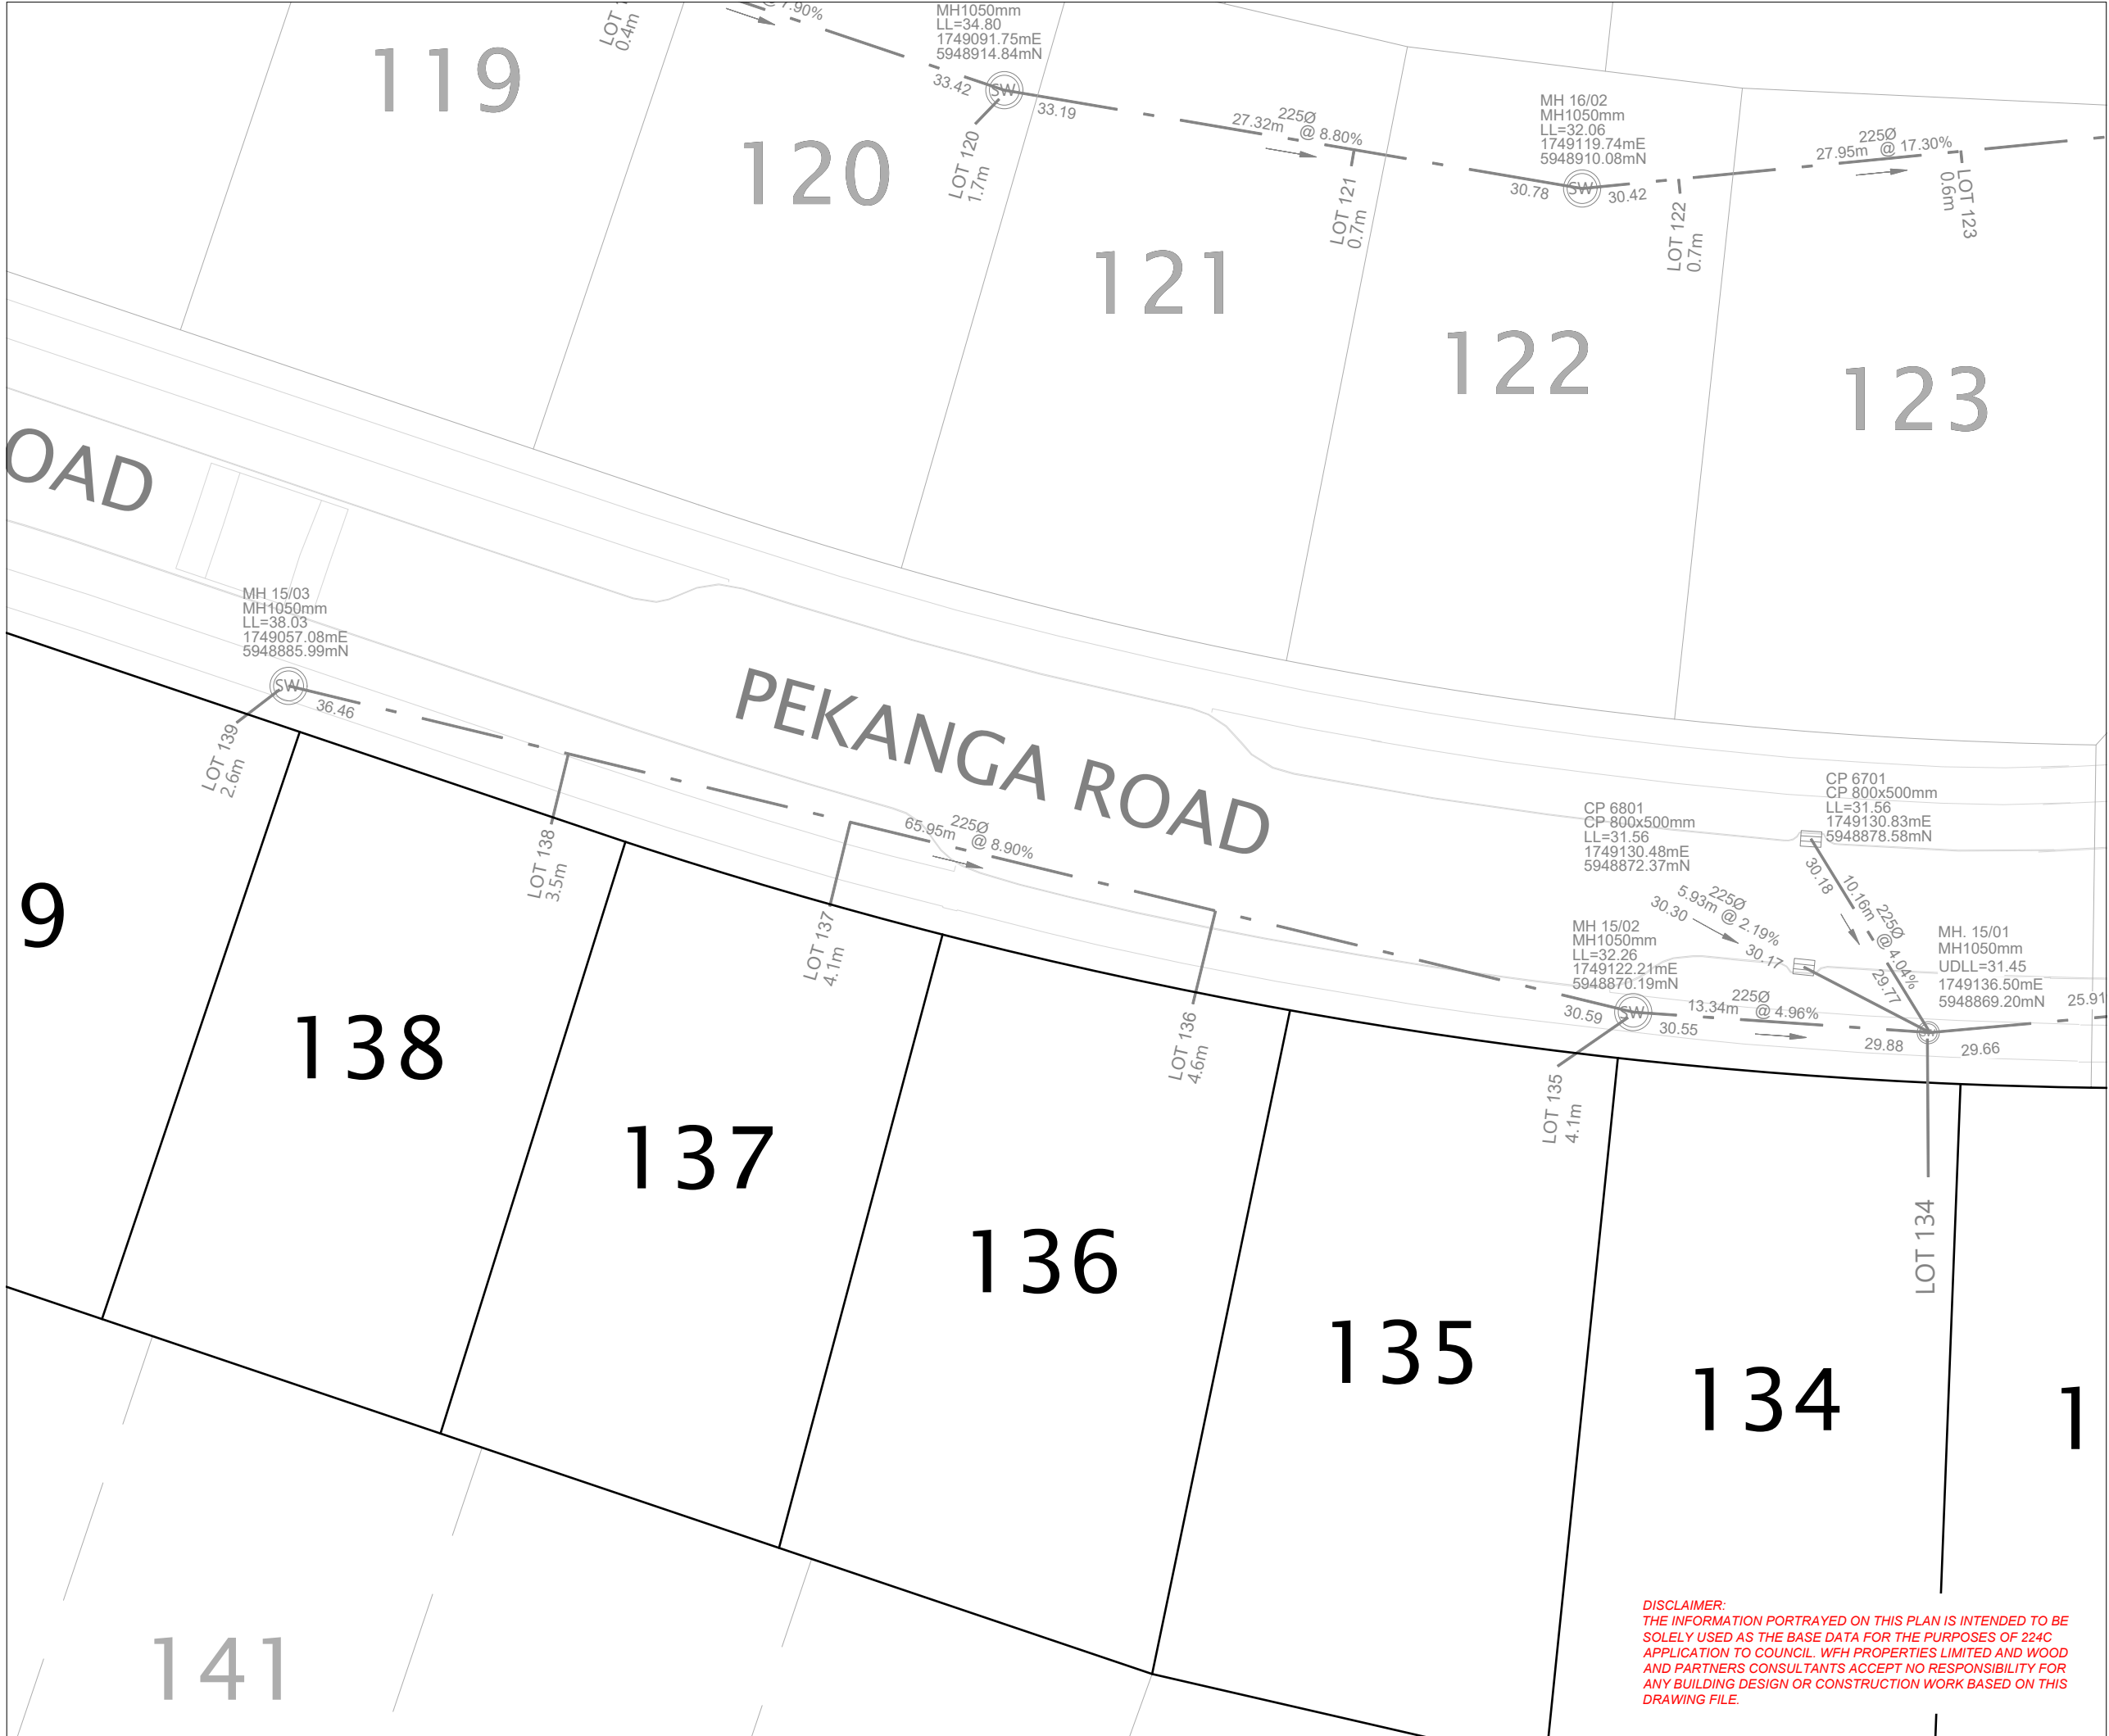 @ 7.90%
0.4m
MH1050mm
LL=34.80
1749091.75mE
5948914.84mN
119
33.42
SW
33.19
LOT 120
1.7m
120
225Ø
27.32m @ 8.80%
LOT 121
0.7m
121
MH 16/02
MH1050mm
LL=32.06
1749119.74mE
5948910.08mN
30.78
SW
30.42
LOT 122
0.7m
122
225Ø
27.95m @ 17.30%
LOT 123
0.6m
123
OAD
MH 15/03
MH1050mm
LL=38.03
1749057.08mE
5948885.99mN
SW
36.46
LOT 139
2.6m
PEKANGA ROAD
LOT 138
3.5m
225Ø
65.95m @ 8.90%
LOT 137
4.1m
LOT 136
4.6m
CP 6801
CP 800x500mm
LL=31.56
1749130.48mE
5948872.37mN
CP 6701
CP 800x500mm
LL=31.56
1749130.83mE
5948878.58mN
30.18
225Ø
10.16m @ 4.04%
29.77
225Ø
5.93m @ 2.19%
30.30
30.17
MH 15/02
MH1050mm
LL=32.26
1749122.21mE
5948870.19mN
30.59
SW
30.55
225Ø
13.34m @ 4.96%
MH. 15/01
MH1050mm
UDLL=31.45
1749136.50mE
5948869.20mN
25.91
SW
29.88
29.66
LOT 135
4.1m
LOT 134
9
138
137
136
135
134
1
141
DISCLAIMER:
THE INFORMATION PORTRAYED ON THIS PLAN IS INTENDED TO BE
SOLELY USED AS THE BASE DATA FOR THE PURPOSES OF 224C
APPLICATION TO COUNCIL. WFH PROPERTIES LIMITED AND WOOD
AND PARTNERS CONSULTANTS ACCEPT NO RESPONSIBILITY FOR
ANY BUILDING DESIGN OR CONSTRUCTION WORK BASED ON THIS
DRAWING FILE.